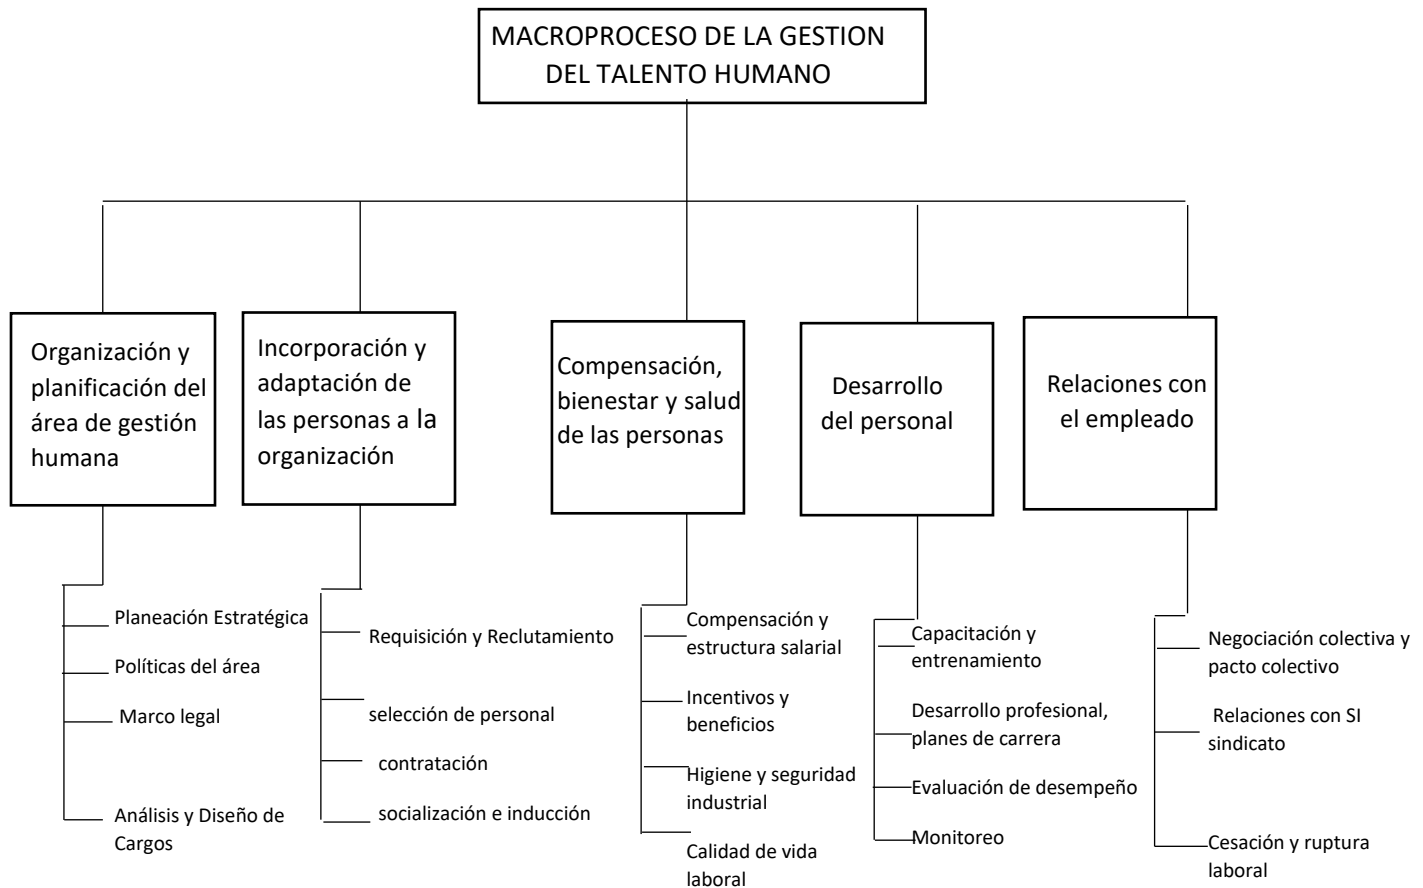 MACROPROCESO DE LA GESTION
DEL TALENTO HUMANO
Organización y
planificación del
área de gestión
humana
Incorporación y
adaptación de
las personas a la
organización
Compensación,
bienestar y salud
de las personas
Desarrollo
del personal
Relaciones con
el empleado
Planeación Estratégica
Políticas del área
Marco legal
Análisis y Diseño de
Cargos
Requisición y Reclutamiento
selección de personal
contratación
socialización e inducción
Compensación y
estructura salarial
Incentivos y
beneficios
Higiene y seguridad
industrial
Calidad de vida
laboral
Capacitación y
entrenamiento
Desarrollo profesional,
planes de carrera
Evaluación de desempeño
Monitoreo
Negociación colectiva y
pacto colectivo
Relaciones con SI
sindicato
Cesación y ruptura
laboral